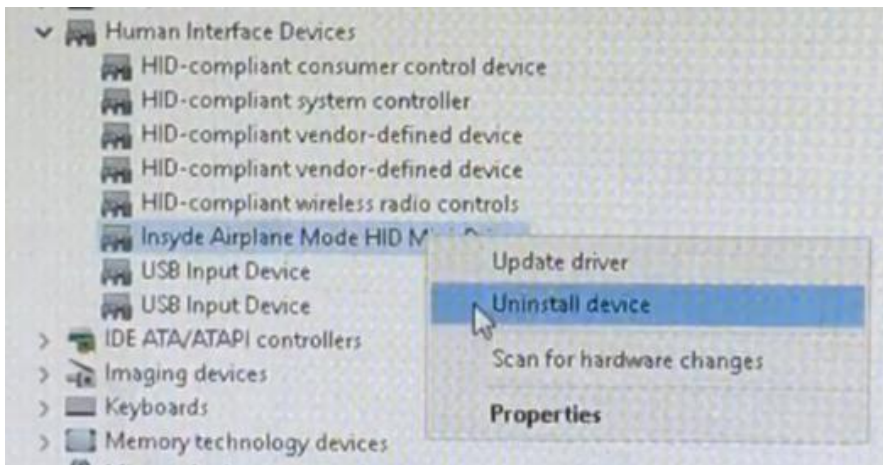 Human Interface Devices
HID-compliant consumer control device
HID-compliant system controller
HID-compliant vendor-defined device
HID-compliant vendor-defined device
HID-compliant wireless radio controls
Insyde Airplane Mode HID
USB Input Device
USB Input Device
IDE ATA/ATAPI controllers
Imaging devices
Keyboards
Memory technology devices
Update driver
Uninstall device
Scan for hardware changes
Properties